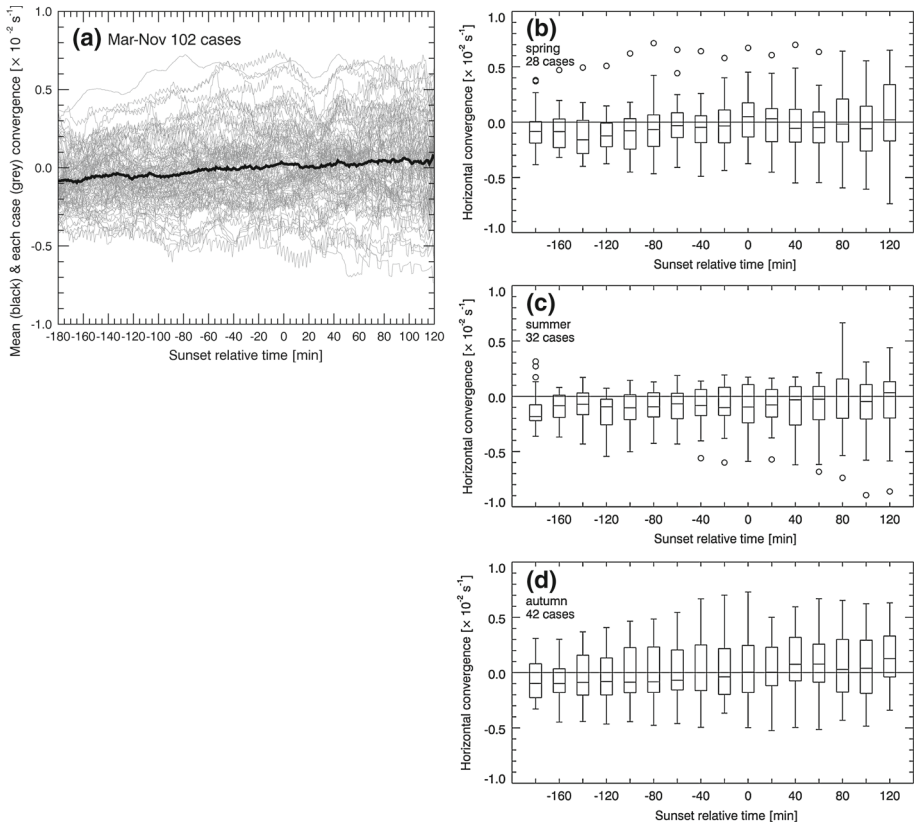 (a) Mar-Nov 102 cases
Mean (black) & each case (grey) convergence [× 10⁻² s⁻¹]
1.0
0.5
0.0
-0.5
-1.0
-180 -160 -140 -120 -100 -80 -60 -40 -20 0 20 40 60 80 100 120
Sunset relative time [min]
(b)
spring
28 cases
Horizontal convergence [× 10⁻² s⁻¹]
1.0
0.5
0.0
-0.5
-1.0
-160 -120 -80 -40 0 40 80 120
Sunset relative time [min]
(c)
summer
32 cases
Horizontal convergence [× 10⁻² s⁻¹]
1.0
0.5
0.0
-0.5
-1.0
-160 -120 -80 -40 0 40 80 120
Sunset relative time [min]
(d)
autumn
42 cases
Horizontal convergence [× 10⁻² s⁻¹]
1.0
0.5
0.0
-0.5
-1.0
-160 -120 -80 -40 0 40 80 120
Sunset relative time [min]